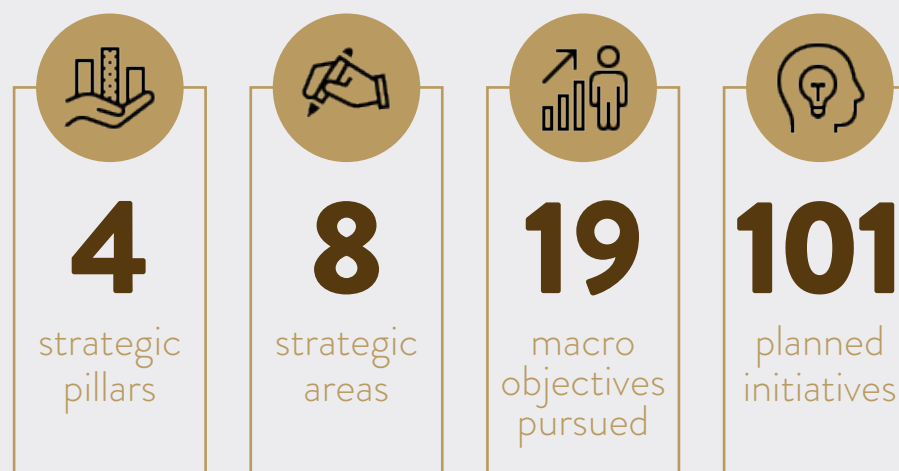 4
strategic
pillars
8
strategic
areas
19
macro
objectives
pursued
101
planned
initiatives